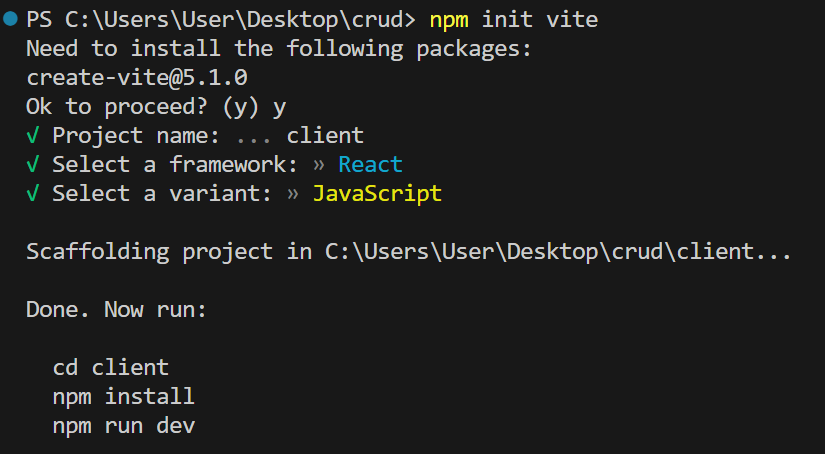 PS C:\Users\User\Desktop\crud> npm init vite
Need to install the following packages:
create-vite@5.1.0
Ok to proceed? (y) y
√ Project name: ... client
√ Select a framework: » React
√ Select a variant: » JavaScript
Scaffolding project in C:\Users\User\Desktop\crud\client...
Done. Now run:
cd client
npm install
npm run dev